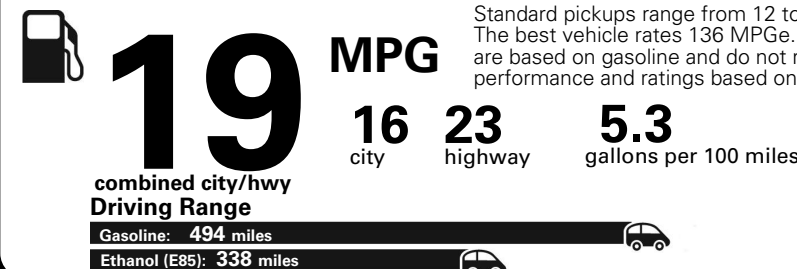 Standard pickups range from 12 to
The best vehicle rates 136 MPGe.
are based on gasoline and do not
performance and ratings based on
19
MPG
16 23 5.3
city highway gallons per 100 miles
combined city/hwy
Driving Range
Gasoline: 494 miles
Ethanol (E85): 338 miles